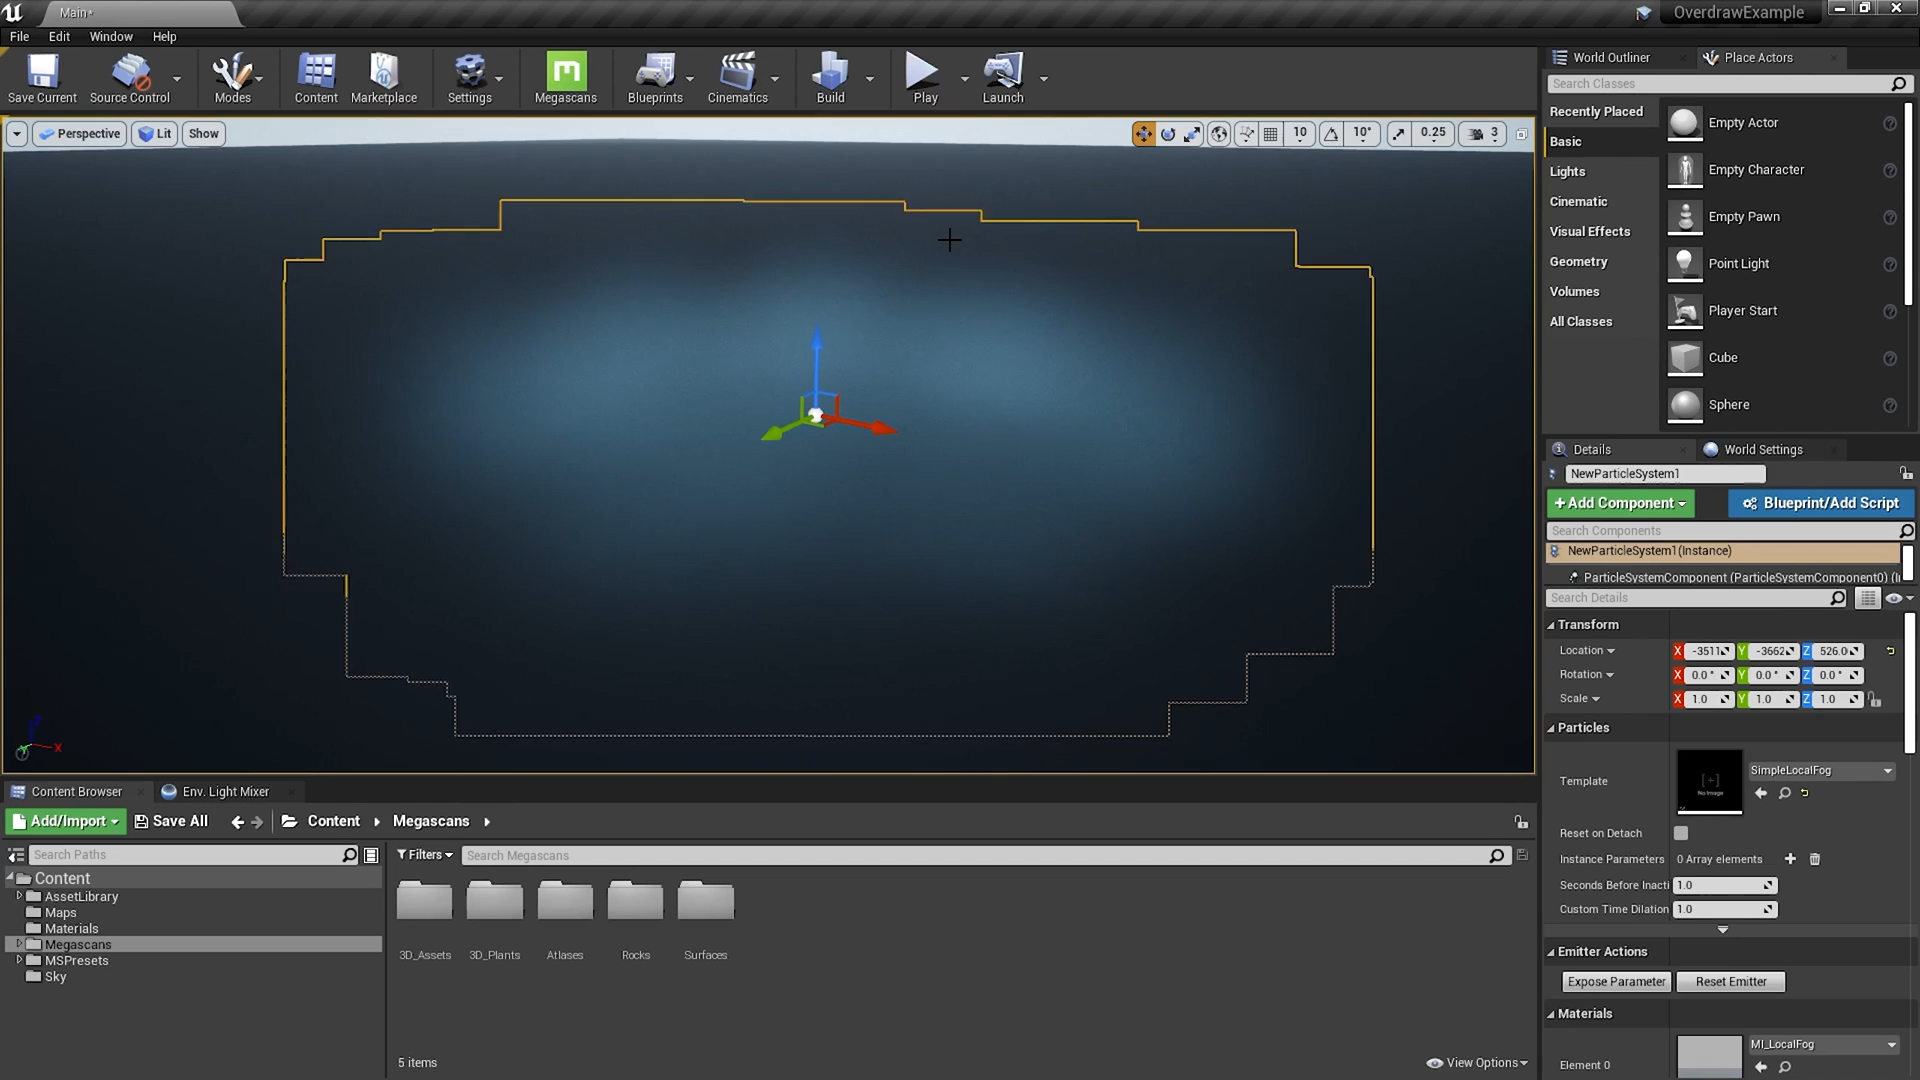 Main*
OverdrawExample
File Edit Window Help
Save Current
Source Control
Modes
Content
Marketplace
Settings
Megascans
Blueprints
Cinematics
Build
Play
Launch
Perspective
Lit
Show
10
10°
0.25
3
World Outliner
Place Actors
Search Classes
Recently Placed
Basic
Lights
Cinematic
Visual Effects
Geometry
Volumes
All Classes
Empty Actor
Empty Character
Empty Pawn
Point Light
Player Start
Cube
Sphere
Details
World Settings
NewParticleSystem1
+Add Component
Blueprint/Add Script
Search Components
NewParticleSystem1(Instance)
ParticleSystemComponent (ParticleSystemComponent0) (I
Search Details
Transform
Location X -3511 Y -3662 Z 526.0
Rotation X 0.0 ° Y 0.0 ° Z 0.0 °
Scale X 1.0 Y 1.0 Z 1.0
Particles
Template
No Image
SimpleLocalFog
Reset on Detach
Instance Parameters 0 Array elements
Seconds Before Inacti 1.0
Custom Time Dilation 1.0
Emitter Actions
Expose Parameter
Reset Emitter
Materials
Element 0
MI_LocalFog
X
Content Browser
Env. Light Mixer
Add/Import
Save All
Content
Megascans
Search Paths
Filters
Search Megascans
Content
AssetLibrary
Maps
Materials
Megascans
MSPresets
Sky
3D_Assets
3D_Plants
Atlases
Rocks
Surfaces
5 items
View Options